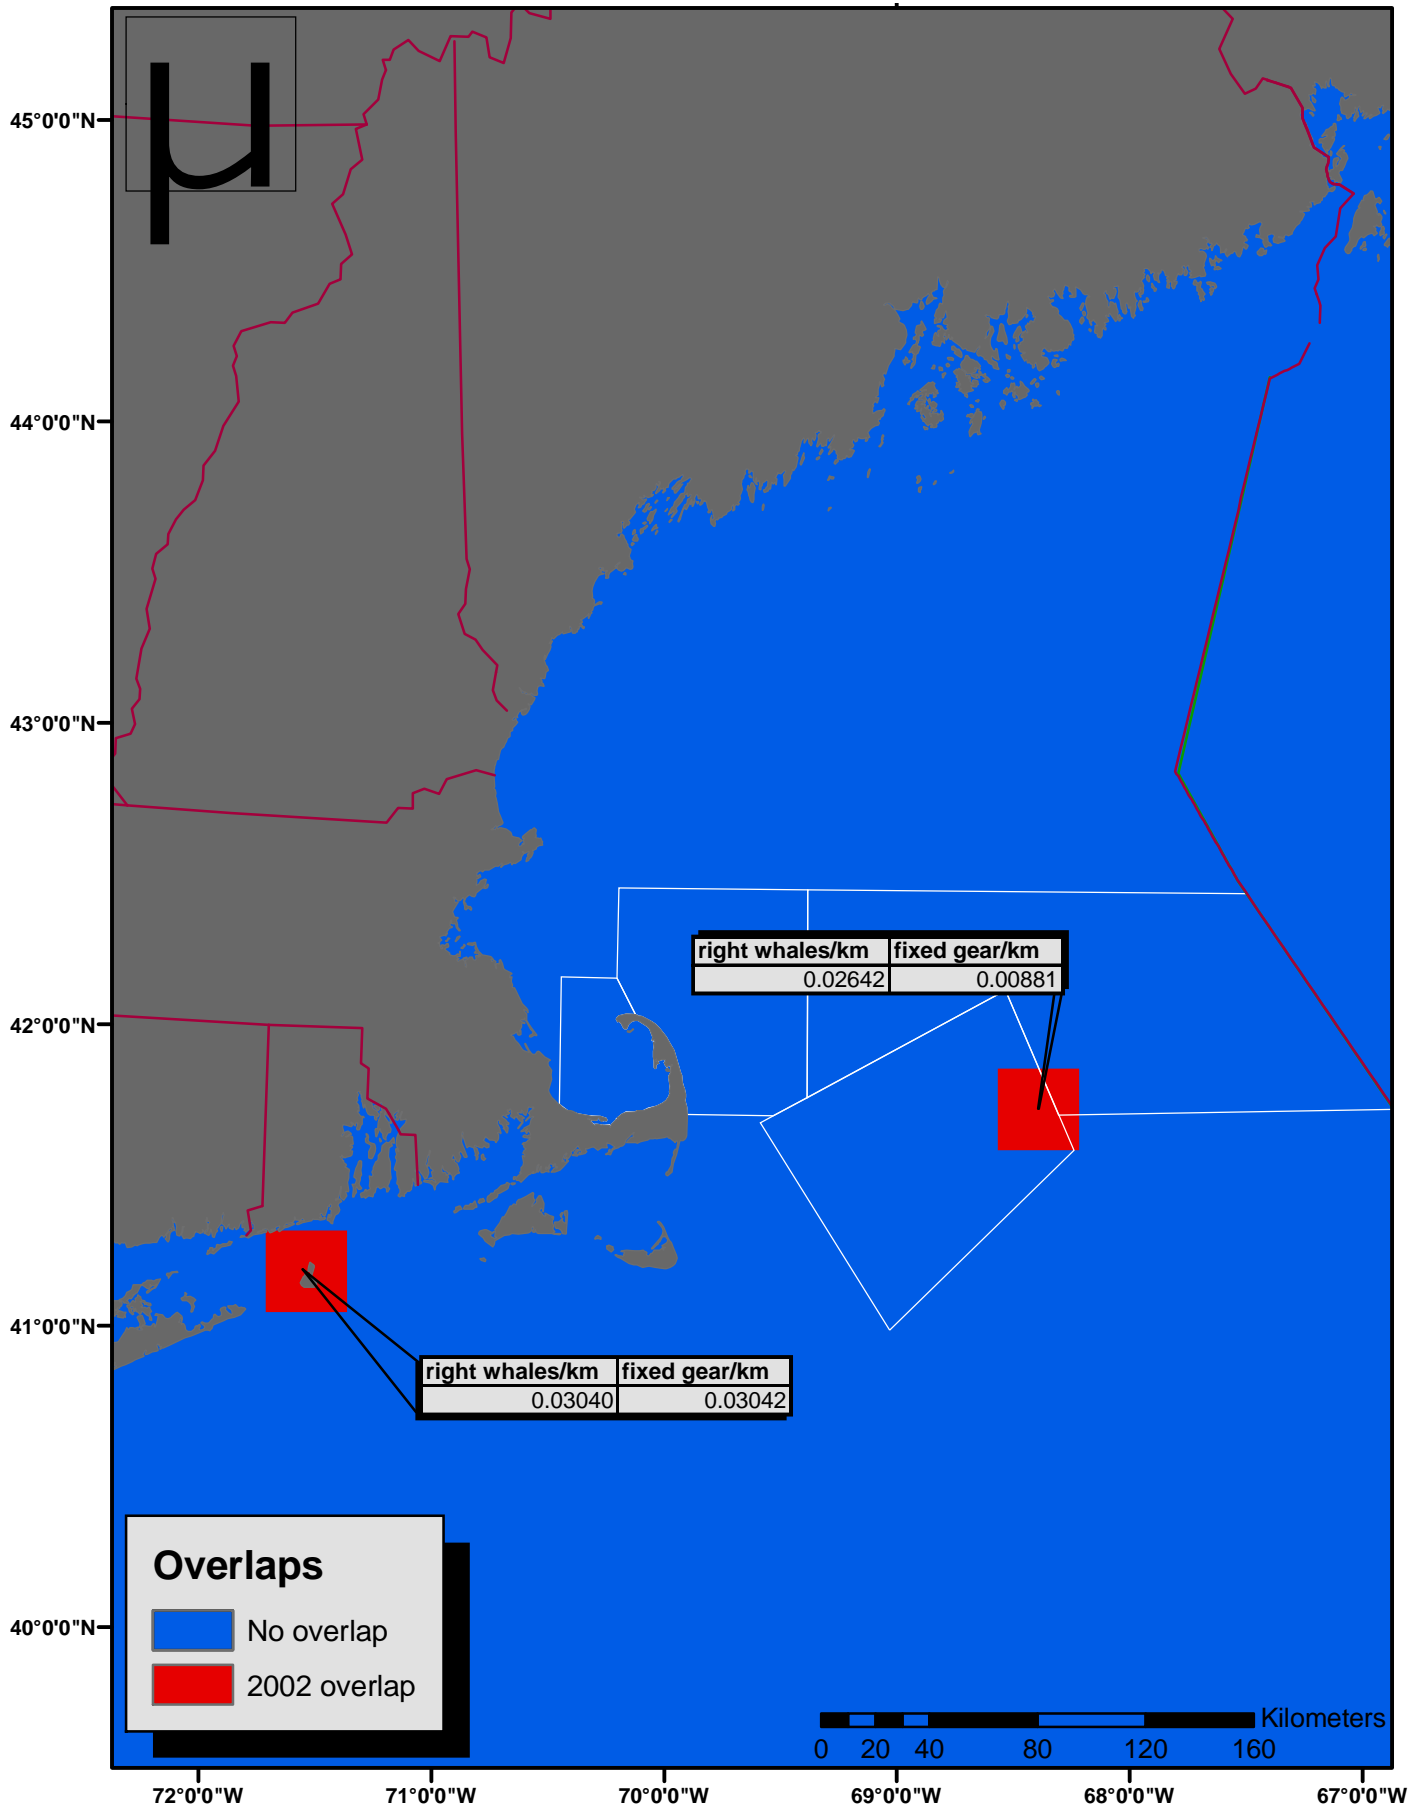 µ
45°0'0"N
44°0'0"N
43°0'0"N
42°0'0"N
41°0'0"N
40°0'0"N
right whales/km fixed gear/km
0.02642 0.00881
right whales/km fixed gear/km
0.03040 0.03042
Overlaps
No overlap
2002 overlap
Kilometers
0 20 40 80 120 160
72°0'0"W 71°0'0"W 70°0'0"W 69°0'0"W 68°0'0"W 67°0'0"W